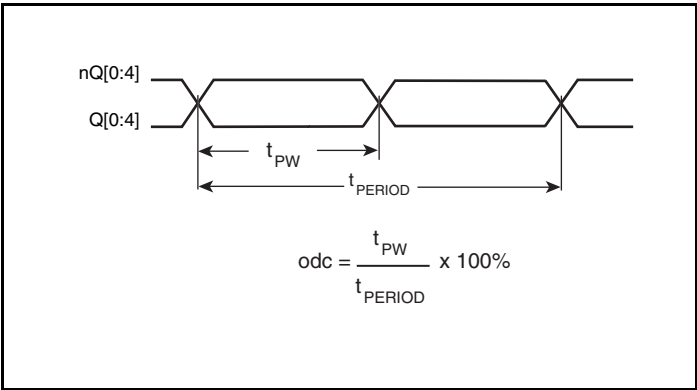 nQ[0:4]
Q[0:4]
tPW
tPERIOD
tPW
odc = x 100%
tPERIOD